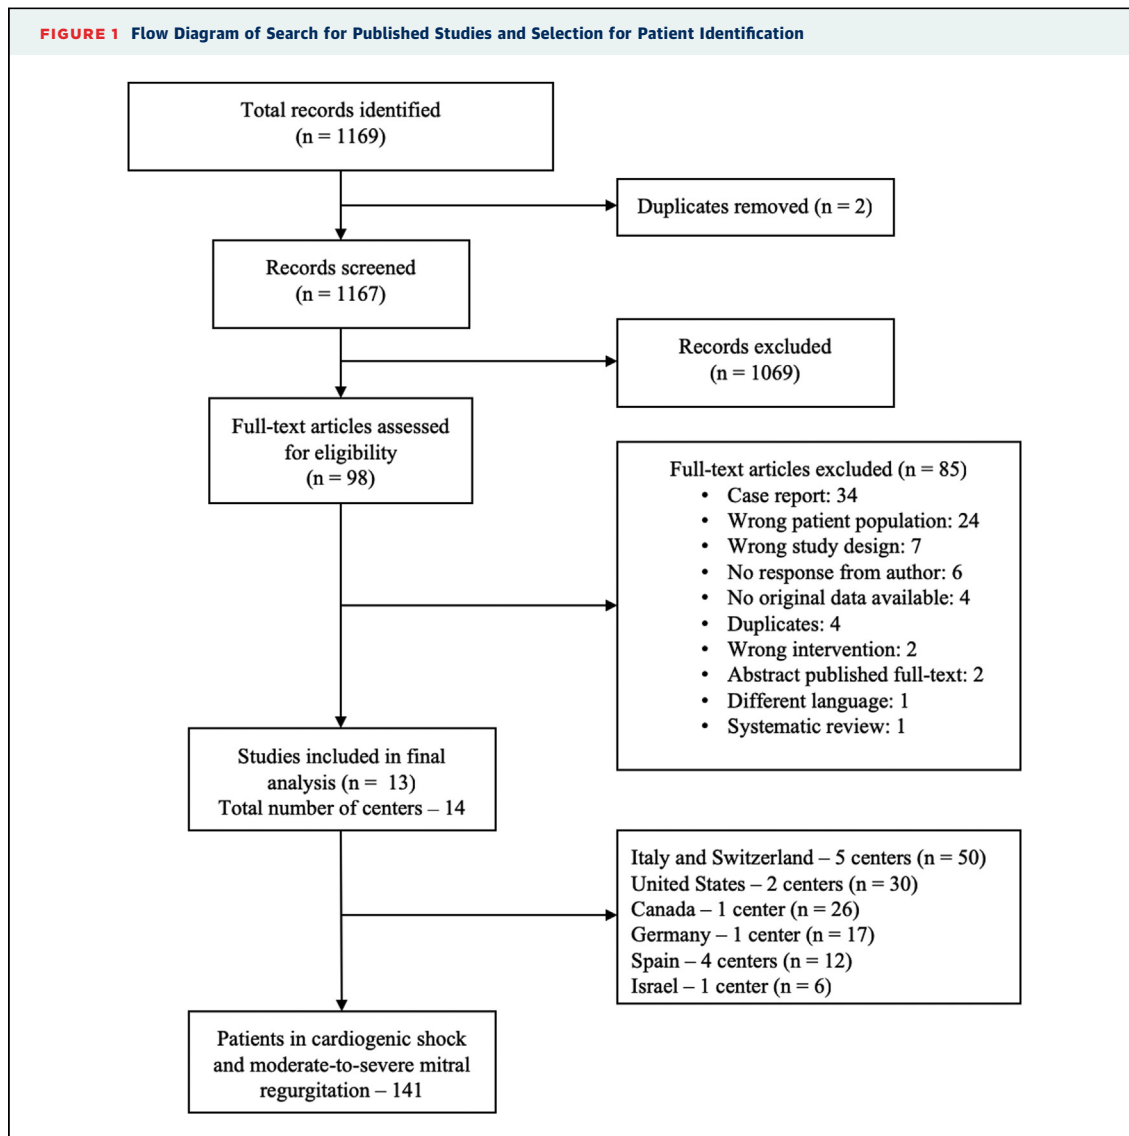 FIGURE 1 Flow Diagram of Search for Published Studies and Selection for Patient Identification
Total records identified
(n = 1169)
Duplicates removed (n = 2)
Records screened
(n = 1167)
Records excluded
(n = 1069)
Full-text articles assessed
for eligibility
(n = 98)
Full-text articles excluded (n = 85)
• Case report: 34
• Wrong patient population: 24
• Wrong study design: 7
• No response from author: 6
• No original data available: 4
• Duplicates: 4
• Wrong intervention: 2
• Abstract published full-text: 2
• Different language: 1
• Systematic review: 1
Studies included in final
analysis (n = 13)
Total number of centers – 14
Italy and Switzerland – 5 centers (n = 50)
United States – 2 centers (n = 30)
Canada – 1 center (n = 26)
Germany – 1 center (n = 17)
Spain – 4 centers (n = 12)
Israel – 1 center (n = 6)
Patients in cardiogenic shock
and moderate-to-severe mitral
regurgitation – 141